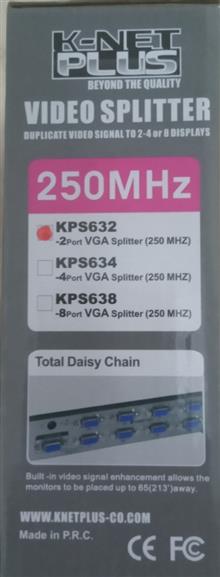 K-NET
PLUS
BEYOND THE QUALITY
VIDEO SPLITTER
DUPLICATE VIDEO SIGNAL TO 2-4 or 8 DISPLAYS
250MHz
KPS632
-2Port VGA Splitter (250 MHZ)
KPS634
-4Port VGA Splitter (250 MHZ)
KPS638
-8Port VGA Splitter (250 MHZ)
Total Daisy Chain
Built -in video signal enhancement allows the
monitors to be placed up to 65(213')away.
WWW.KNETPLUS-CO.COM
Made in P.R.C.
CE FC